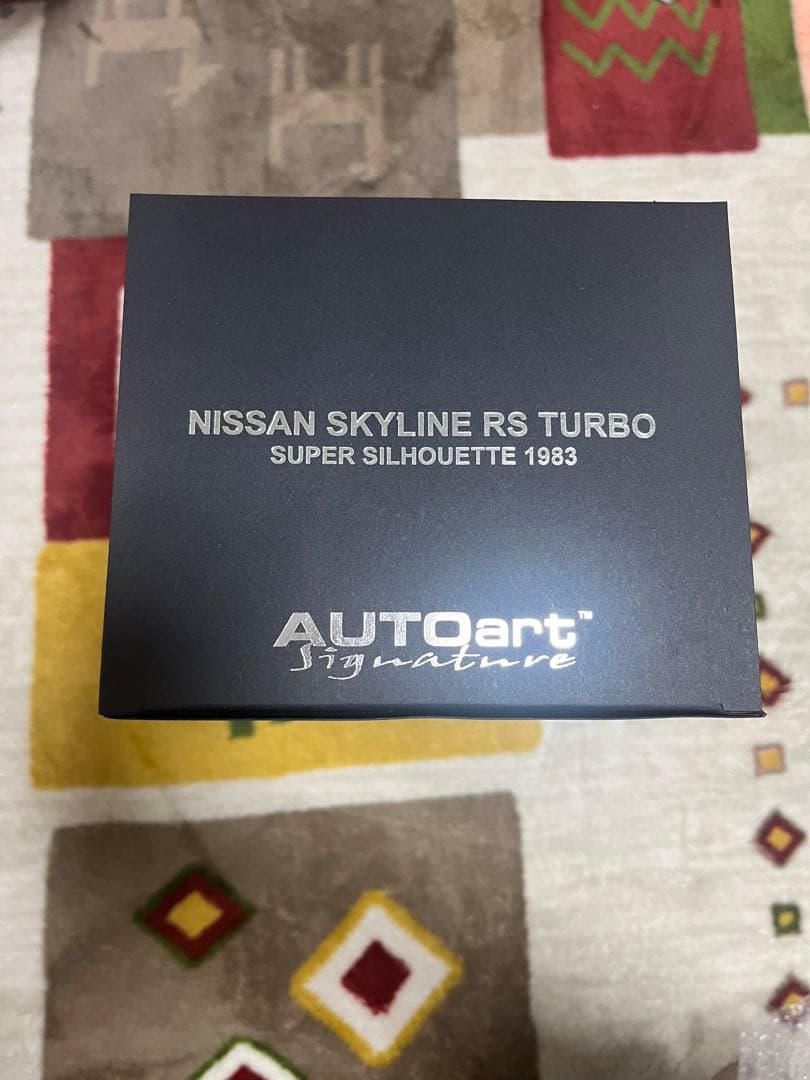 NISSAN SKYLINE RS TURBO
SUPER SILHOUETTE 1983
AUTOart™
Signature